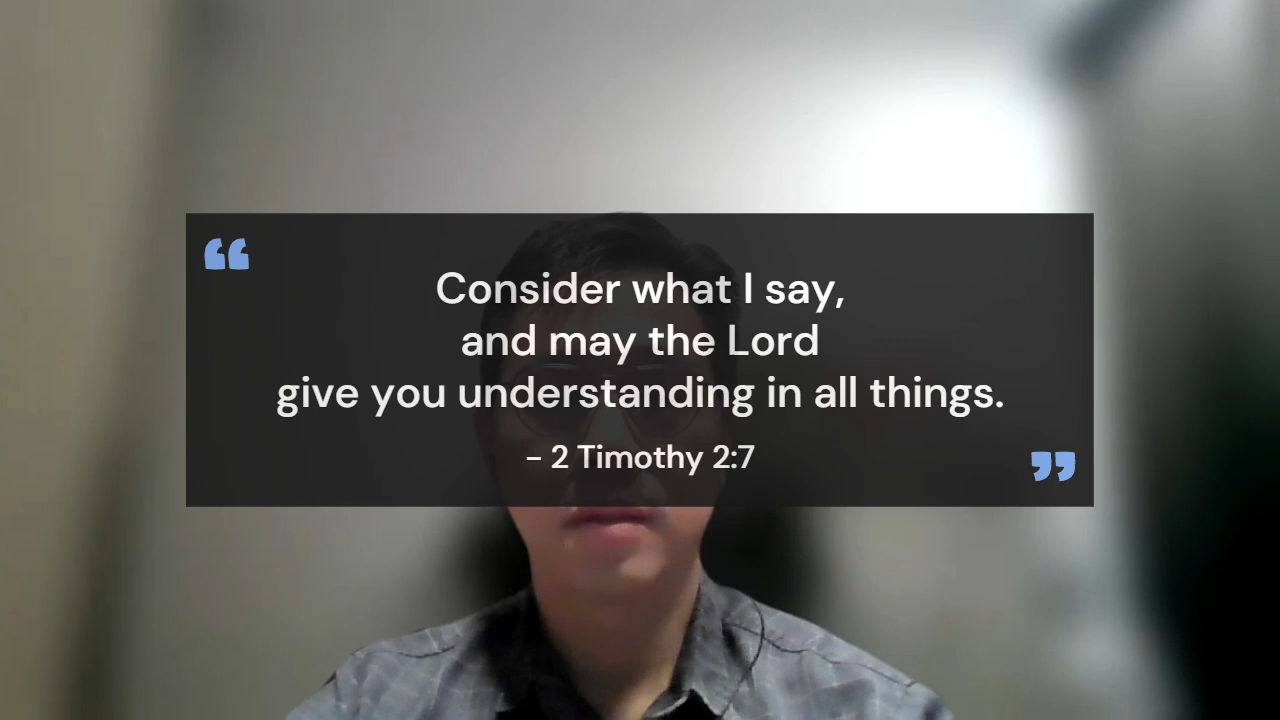 “
Consider what I say,
and may the Lord
give you understanding in all things.
– 2 Timothy 2:7
”